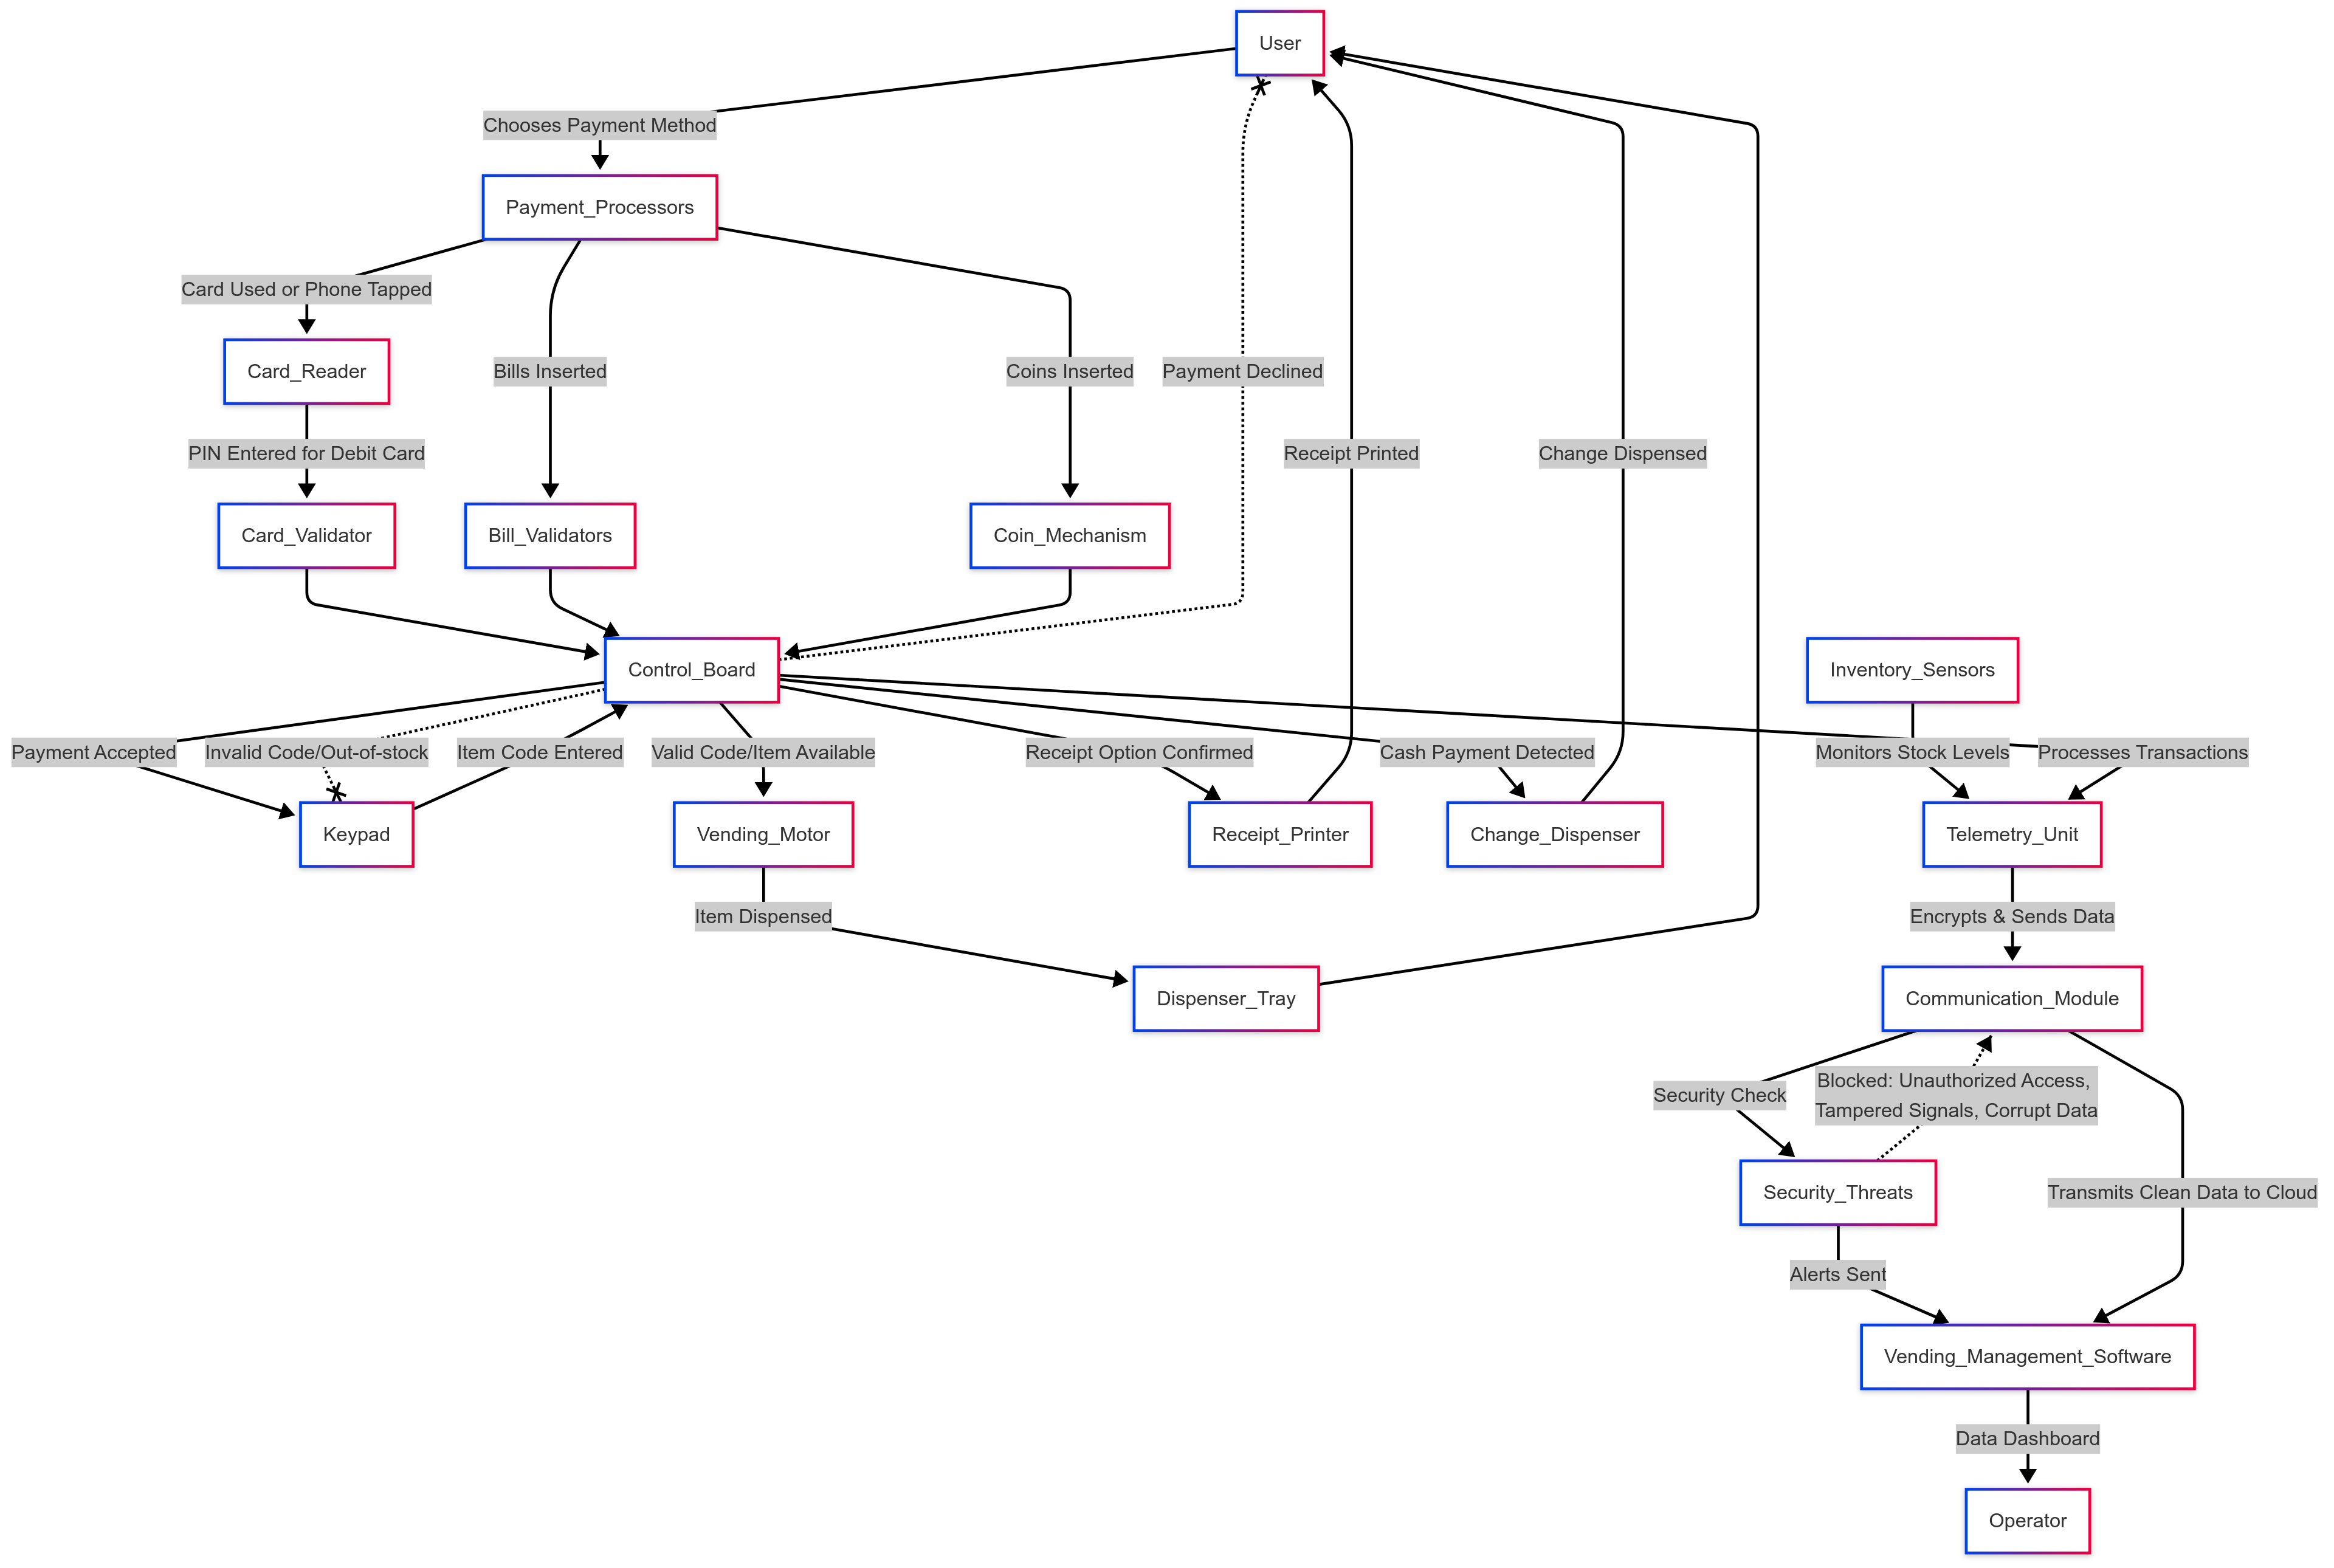 User
Chooses Payment Method
Payment_Processors
Card Used or Phone Tapped
Card_Reader
Bills Inserted
Coins Inserted
Payment Declined
PIN Entered for Debit Card
Receipt Printed
Change Dispensed
Card_Validator
Bill_Validators
Coin_Mechanism
Control_Board
Inventory_Sensors
Payment Accepted
Invalid Code/Out-of-stock
Item Code Entered
Valid Code/Item Available
Receipt Option Confirmed
Cash Payment Detected
Monitors Stock Levels
Processes Transactions
Keypad
Vending_Motor
Receipt_Printer
Change_Dispenser
Telemetry_Unit
Item Dispensed
Encrypts & Sends Data
Dispenser_Tray
Communication_Module
Security Check
Blocked: Unauthorized Access,
Tampered Signals, Corrupt Data
Security_Threats
Transmits Clean Data to Cloud
Alerts Sent
Vending_Management_Software
Data Dashboard
Operator